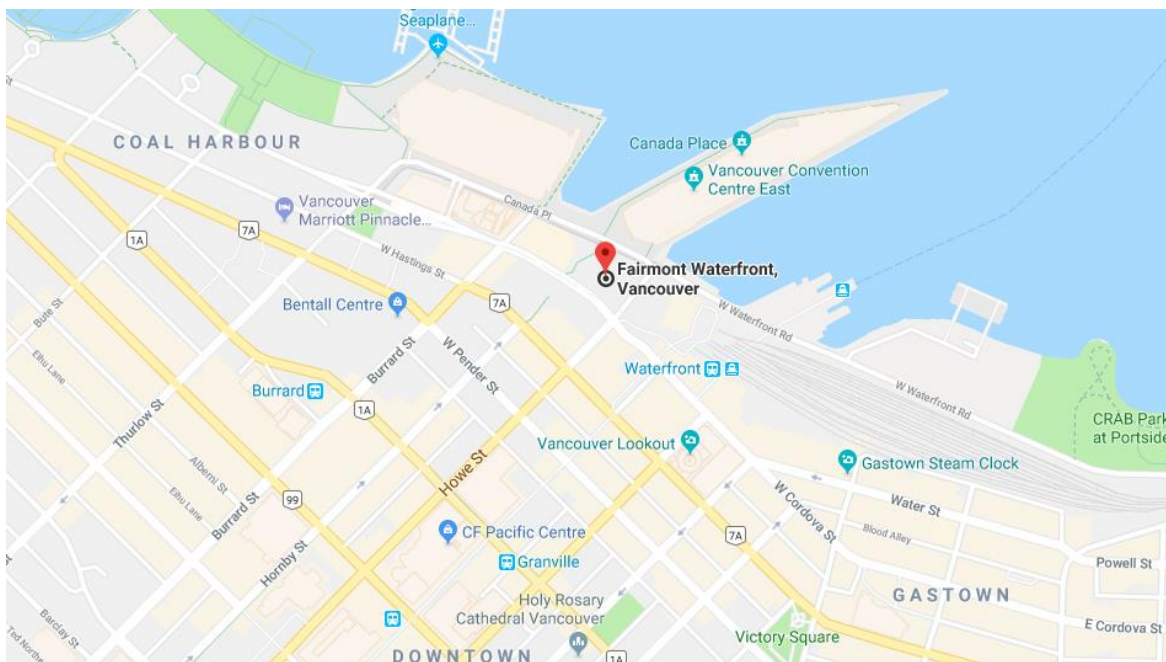 Seaplane...
COAL HARBOUR
Canada Place
Vancouver Convention
Centre East
Vancouver
Marriott Pinnacle...
Canada Pl
7A
1A
W Hastings St
Fairmont Waterfront,
Vancouver
Bentall Centre
7A
W Waterfront Rd
Bute St
Elhu Lane
Burrard St
W Pender St
Waterfront
Burrard
1A
W Waterfront Rd
Thurlow St
CRAB Park
at Portside
Vancouver Lookout
Gastown Steam Clock
Alberni St
Elhu Lane
Howe St
99
Burrard St
W Cordova St
Water St
Hornby St
CF Pacific Centre
7A
Blood Alley
Granville
Powell St
Holy Rosary
Cathedral Vancouver
GASTOWN
Barclay St
Victory Square
E Cordova St
DOWNTOWN
1A